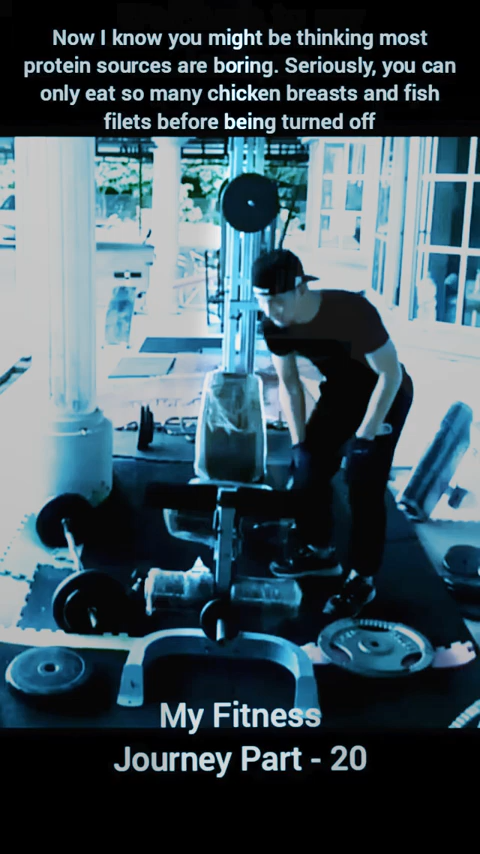 Now I know you might be thinking most
protein sources are boring. Seriously, you can
only eat so many chicken breasts and fish
filets before being turned off
My Fitness
Journey Part - 20